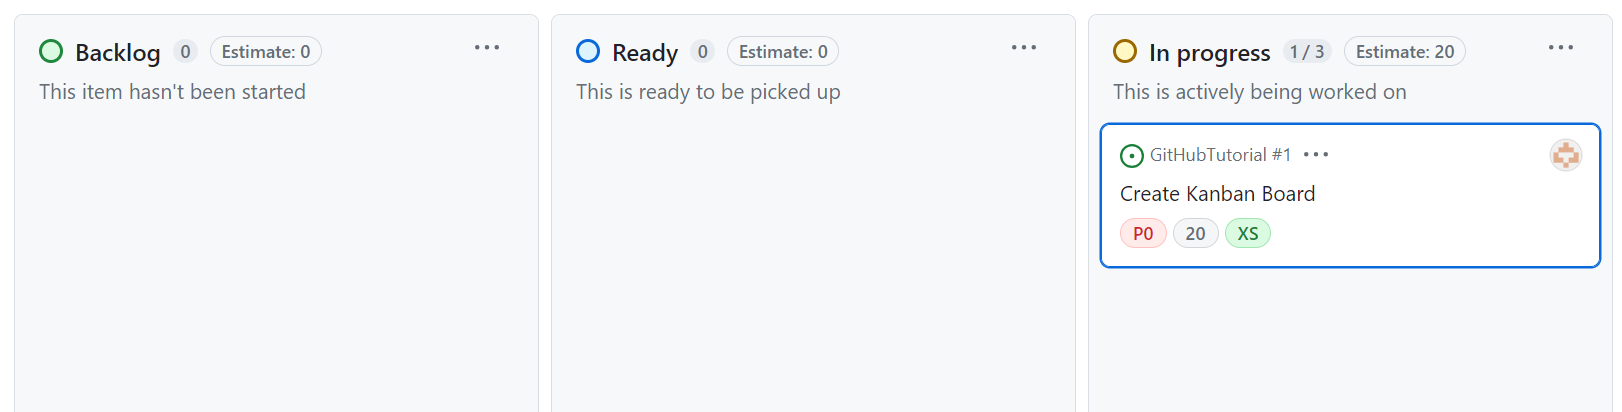 Backlog 0 Estimate: 0
This item hasn't been started
Ready 0 Estimate: 0
This is ready to be picked up
In progress 1 / 3 Estimate: 20
This is actively being worked on
GitHubTutorial #1
Create Kanban Board
P0 20 XS